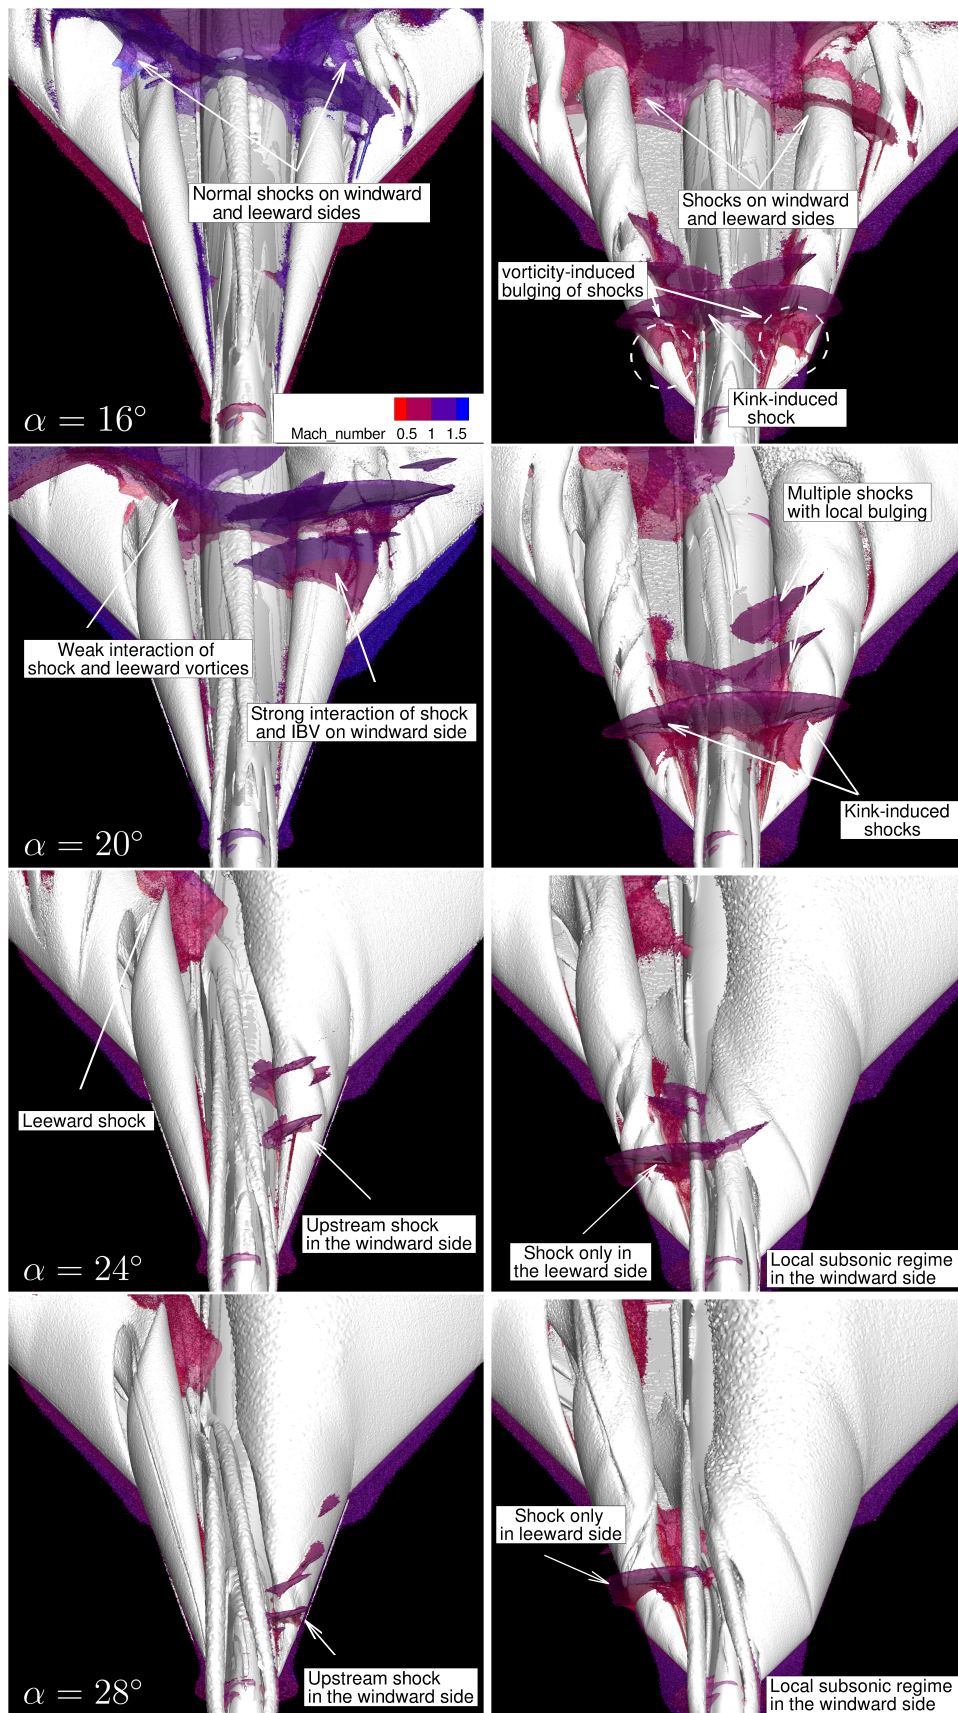 Normal shocks on windward
and leeward sides
α = 16°
Mach_number 0.5 1 1.5
Shocks on windward
and leeward sides
vorticity-induced
bulging of shocks
Kink-induced
shock
Weak interaction of
shock and leeward vortices
Strong interaction of shock
and IBV on windward side
α = 20°
Multiple shocks
with local bulging
Kink-induced
shocks
Leeward shock
Upstream shock
in the windward side
α = 24°
Shock only in
the leeward side
Local subsonic regime
in the windward side
Upstream shock
in the windward side
α = 28°
Shock only
in leeward side
Local subsonic regime
in the windward side